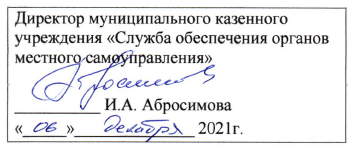 Директор муниципального казенного
учреждения «Служба обеспечения органов
местного самоуправления»
И.А. Абросимова
«06» декабря 2021г.